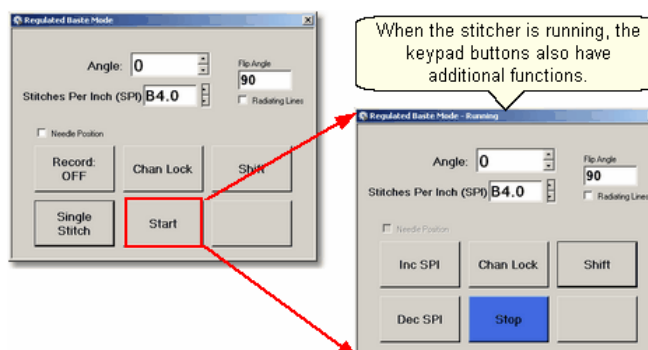 Regulated Baste Mode
Angle: 0
Flip Angle
90
Stitches Per Inch (SPI) B4.0
Radiating Lines
Needle Position
Record:
OFF
Chan Lock
Shift
Single
Stitch
Start
When the stitcher is running, the
keypad buttons also have
additional functions.
Regulated Baste Mode - Running
Angle: 0
Flip Angle
90
Stitches Per Inch (SPI) B4.0
Radiating Lines
Needle Position
Inc SPI
Chan Lock
Shift
Dec SPI
Stop